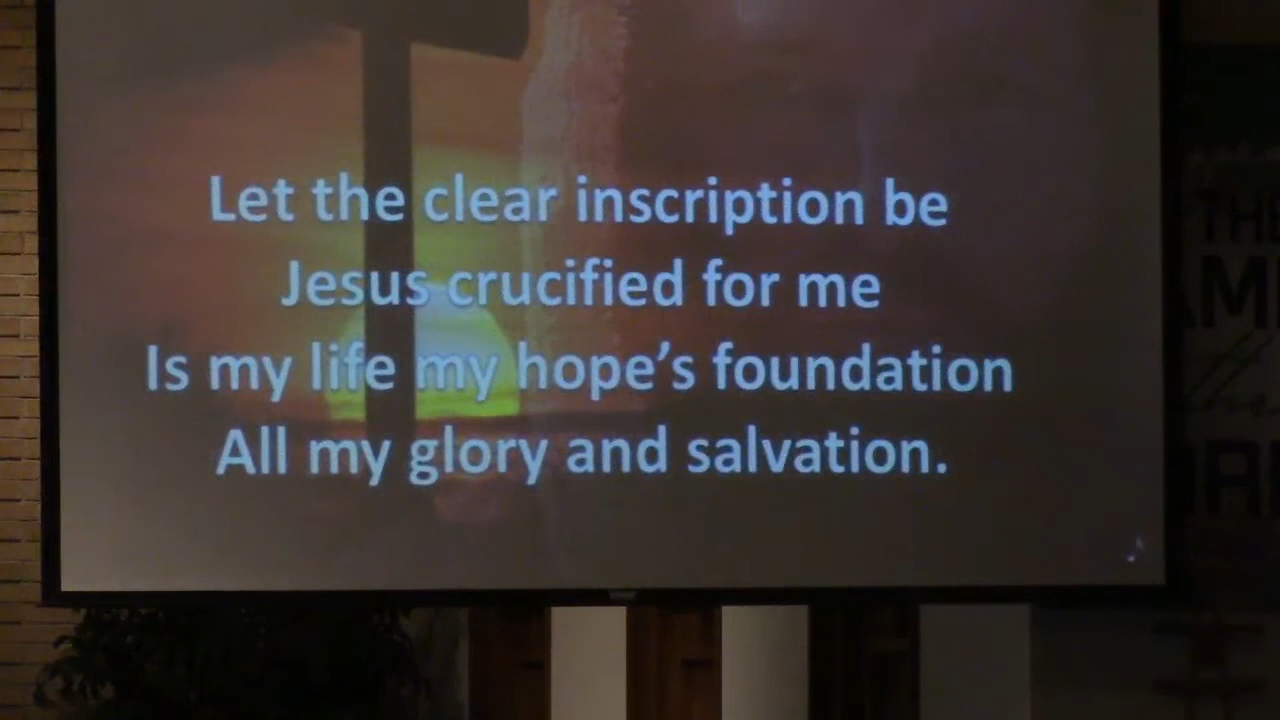 Let the clear inscription be
Jesus crucified for me
Is my life my hope’s foundation
All my glory and salvation.
THE